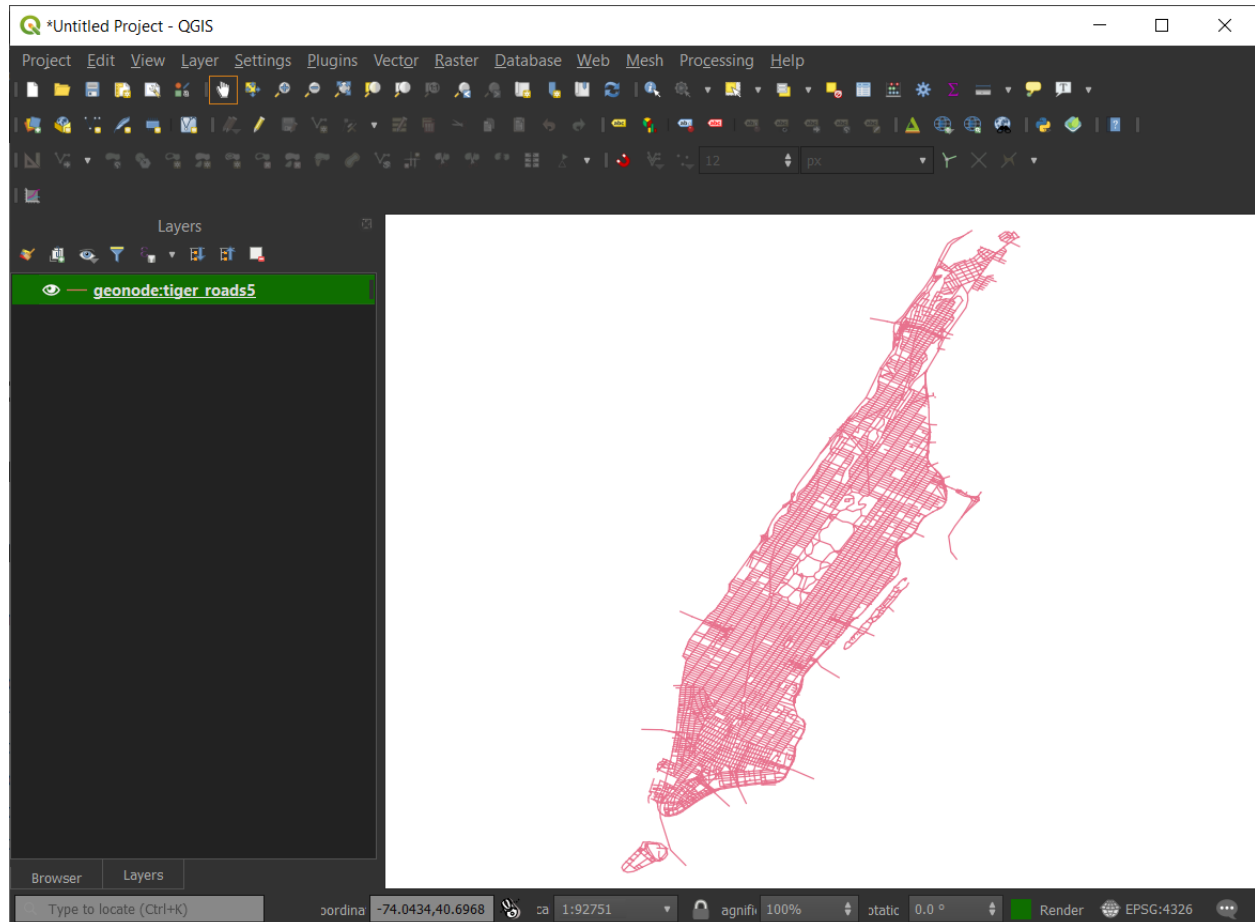 *Untitled Project - QGIS
Project Edit View Layer Settings Plugins Vector Raster Database Web Mesh Processing Help
12 px
Layers
geonode:tiger_roads5
Browser Layers
Type to locate (Ctrl+K) oordina -74.0434,40.6968 ca 1:92751 agnifi 100% otatic 0.0 ° Render EPSG:4326